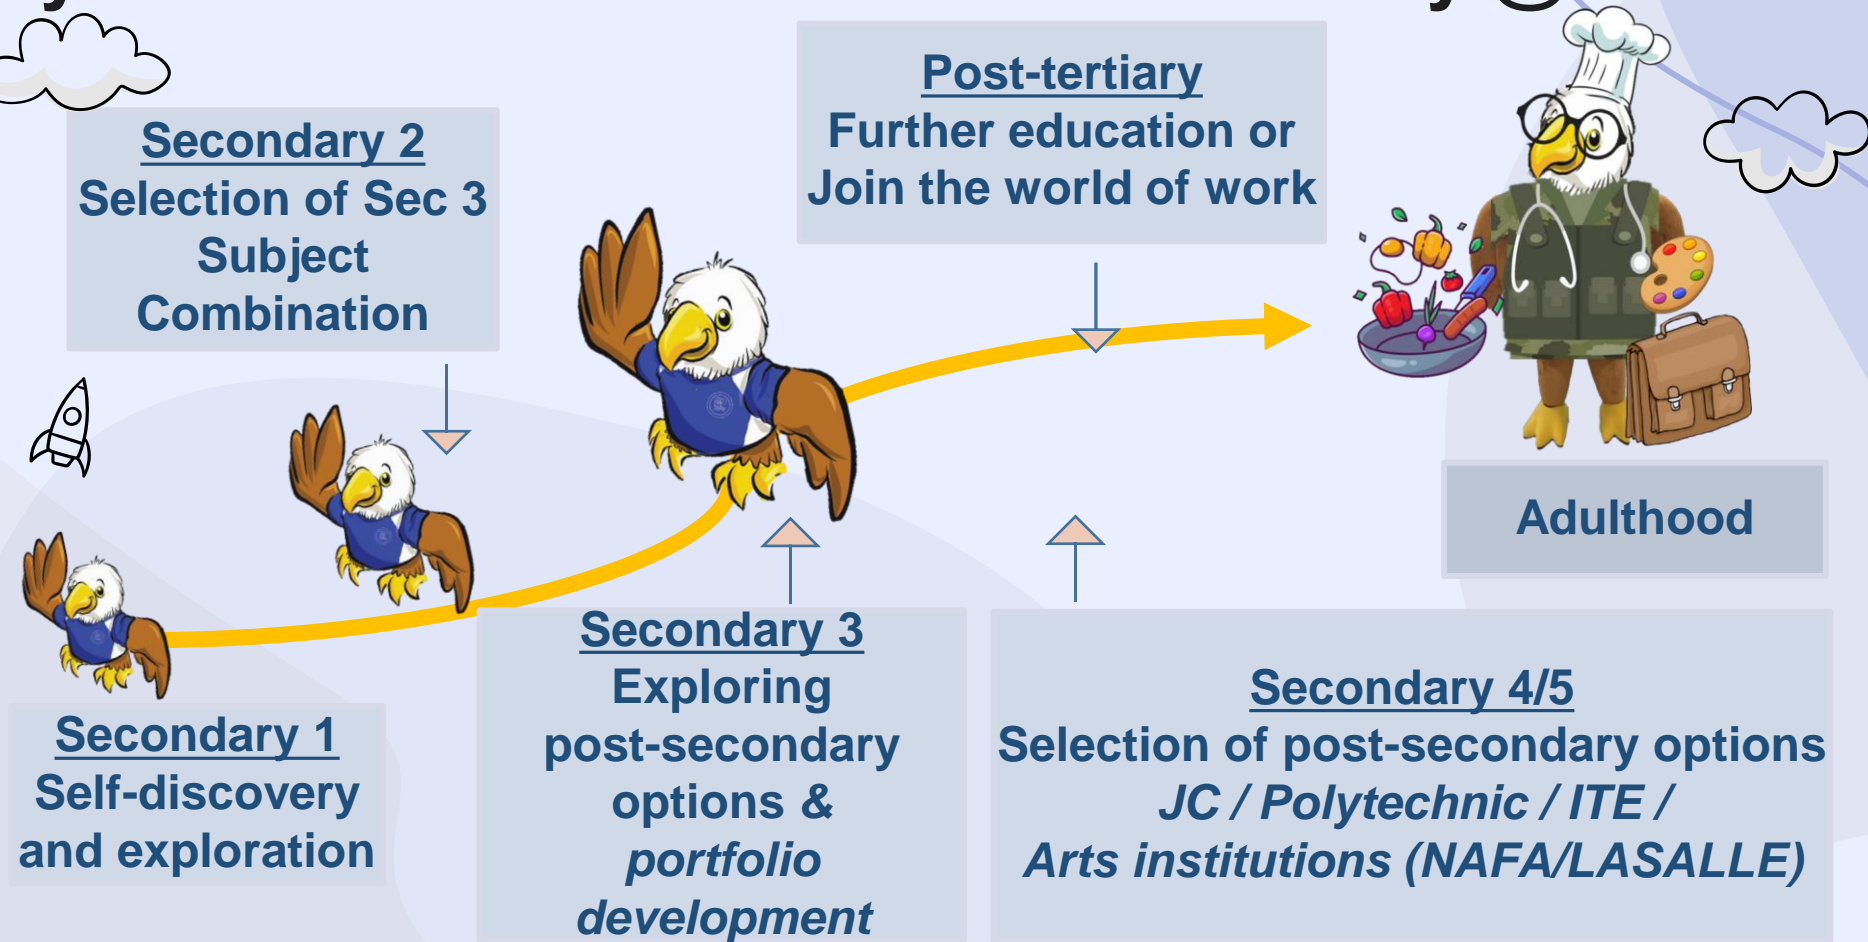 Post-tertiary
Further education or
Join the world of work
Secondary 2
Selection of Sec 3
Subject
Combination
Adulthood
Secondary 1
Self-discovery
and exploration
Secondary 3
Exploring
post-secondary
options &
portfolio
development
Secondary 4/5
Selection of post-secondary options
JC / Polytechnic / ITE /
Arts institutions (NAFA/LASALLE)